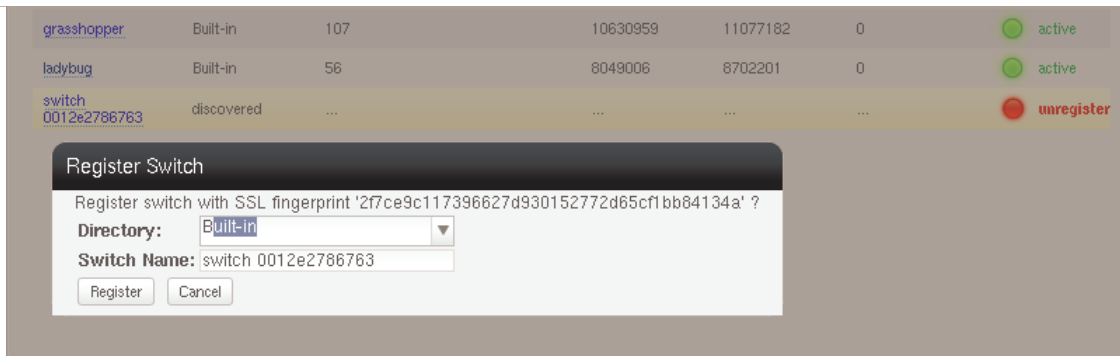 grasshopper Built-in 107 10630959 11077182 0 active
ladybug Built-in 56 8049006 8702201 0 active
switch
0012e2786763 discovered ... ... ... ... unregister
Register Switch
Register switch with SSL fingerprint '2f7ce9c117396627d930152772d65cf1bb84134a' ?
Directory: Built-in
Switch Name: switch 0012e2786763
Register Cancel